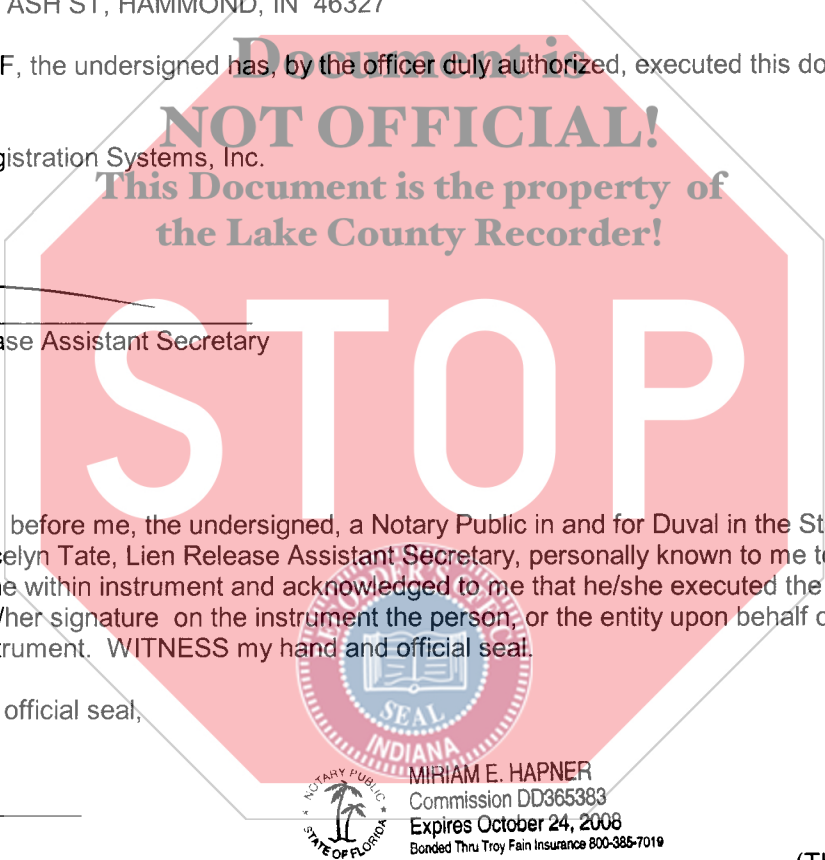 ASH ST, HAMMOND, IN 46327
Document is
F, the undersigned has, by the officer duly authorized, executed this do
NOT OFFICIAL!
gistration Systems, Inc.
This Document is the property of
the Lake County Recorder!
STOP
ase Assistant Secretary
before me, the undersigned, a Notary Public in and for Duval in the St
celyn Tate, Lien Release Assistant Secretary, personally known to me t
e within instrument and acknowledged to me that he/she executed the
/her signature on the instrument the person, or the entity upon behalf o
trument. WITNESS my hand and official seal.
SEAL
INDIANA
official seal,
NOTARY PUBLIC
STATE OF FLORIDA
MIRIAM E. HAPNER
Commission DD365383
Expires October 24, 2008
Bonded Thru Troy Fain Insurance 800-385-7019
(T